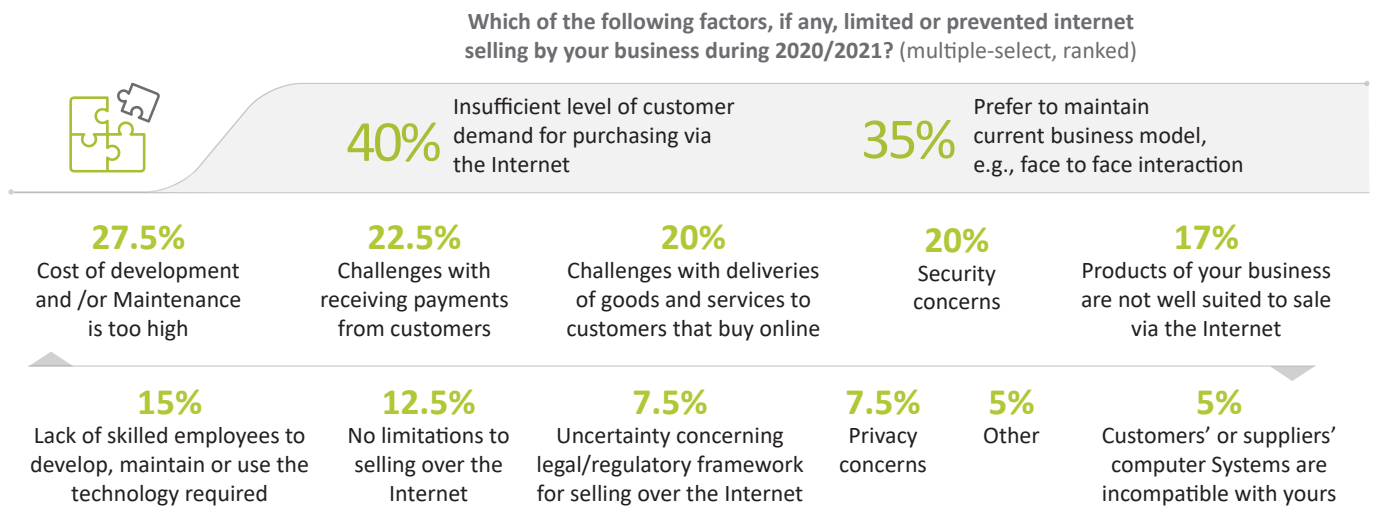 Which of the following factors, if any, limited or prevented internet
selling by your business during 2020/2021? (multiple-select, ranked)
40%
Insufficient level of customer
demand for purchasing via
the Internet
35%
Prefer to maintain
current business model,
e.g., face to face interaction
27.5%
Cost of development
and /or Maintenance
is too high
22.5%
Challenges with
receiving payments
from customers
20%
Challenges with deliveries
of goods and services to
customers that buy online
20%
Security
concerns
17%
Products of your business
are not well suited to sale
via the Internet
15%
Lack of skilled employees to
develop, maintain or use the
technology required
12.5%
No limitations to
selling over the
Internet
7.5%
Uncertainty concerning
legal/regulatory framework
for selling over the Internet
7.5%
Privacy
concerns
5%
Other
5%
Customers’ or suppliers’
computer Systems are
incompatible with yours